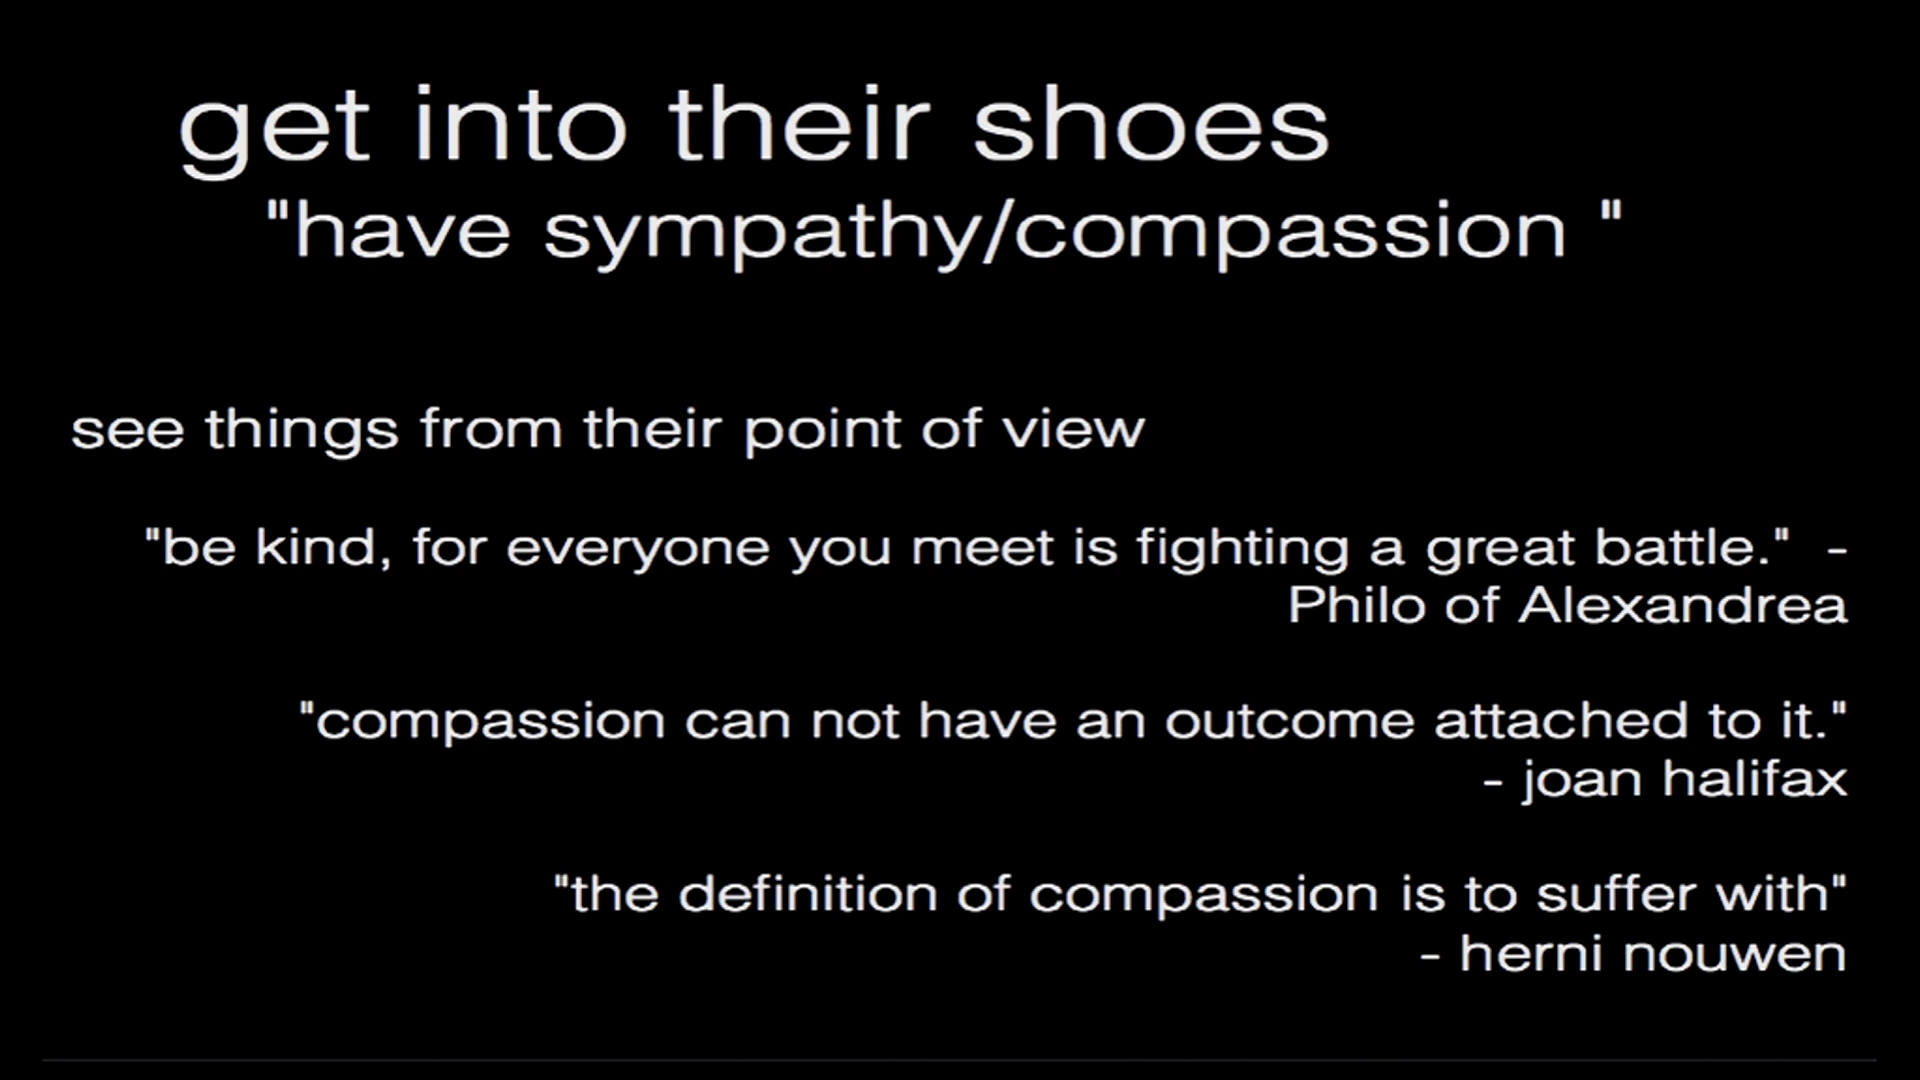 get into their shoes
"have sympathy/compassion "
see things from their point of view
"be kind, for everyone you meet is fighting a great battle."  -
Philo of Alexandrea
"compassion can not have an outcome attached to it."
- joan halifax
"the definition of compassion is to suffer with"
- herni nouwen